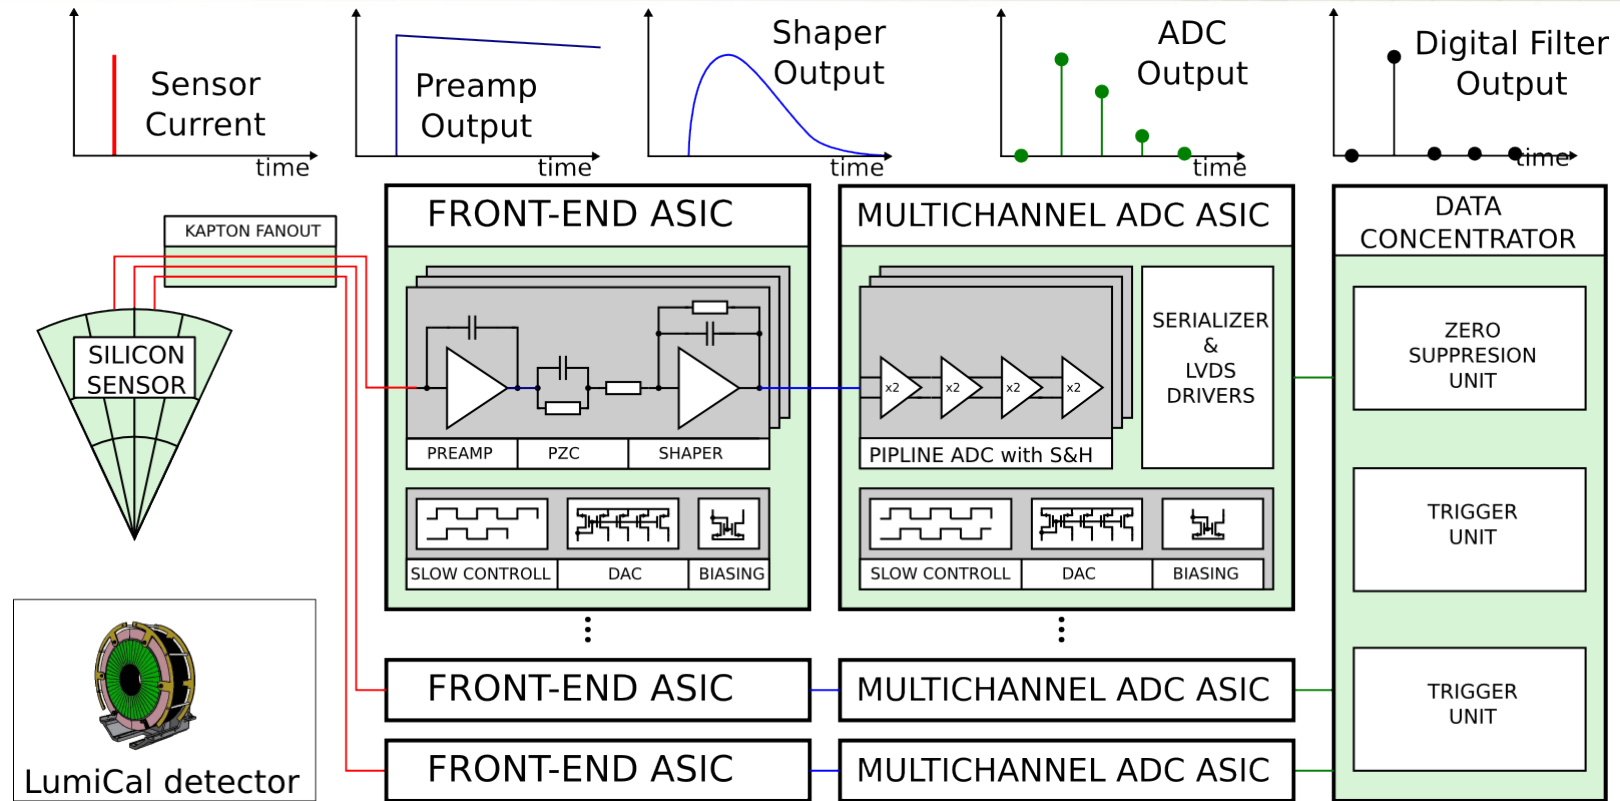 Sensor
Current
time
Preamp
Output
time
Shaper
Output
time
ADC
Output
time
Digital Filter
Output
time
KAPTON FANOUT
SILICON
SENSOR
FRONT-END ASIC
PREAMP
PZC
SHAPER
SLOW CONTROLL
DAC
BIASING
MULTICHANNEL ADC ASIC
x2
x2
x2
x2
PIPLINE ADC with S&H
SERIALIZER
&
LVDS
DRIVERS
SLOW CONTROLL
DAC
BIASING
DATA
CONCENTRATOR
ZERO
SUPPRESION
UNIT
TRIGGER
UNIT
TRIGGER
UNIT
FRONT-END ASIC
MULTICHANNEL ADC ASIC
FRONT-END ASIC
MULTICHANNEL ADC ASIC
LumiCal detector